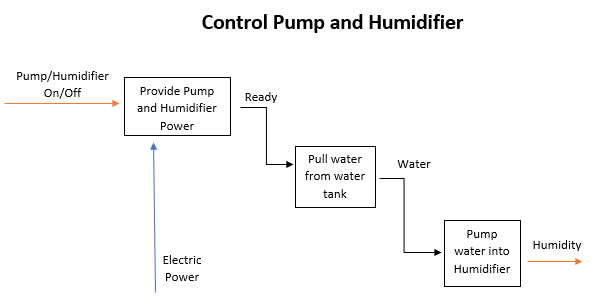 Control Pump and Humidifier
Pump/Humidifier
On/Off
Provide Pump
and Humidifier
Power
Ready
Pull water
from water
tank
Water
Pump
water into
Humidifier
Humidity
Electric
Power